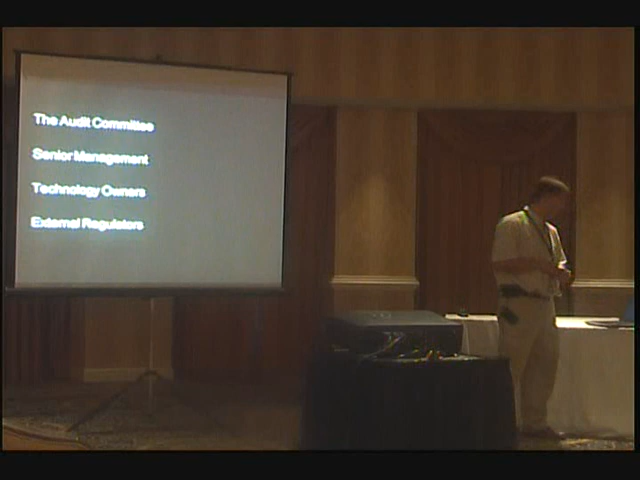 The Audit Committee
Senior Management
Technology Owners
External Regulators